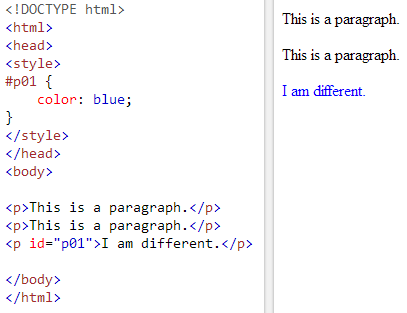 <!DOCTYPE html>
<html>
<head>
<style>
#p01 {
    color: blue;
}
</style>
</head>
<body>

<p>This is a paragraph.</p>
<p>This is a paragraph.</p>
<p id="p01">I am different.</p>

</body>
</html>

This is a paragraph.
This is a paragraph.
I am different.